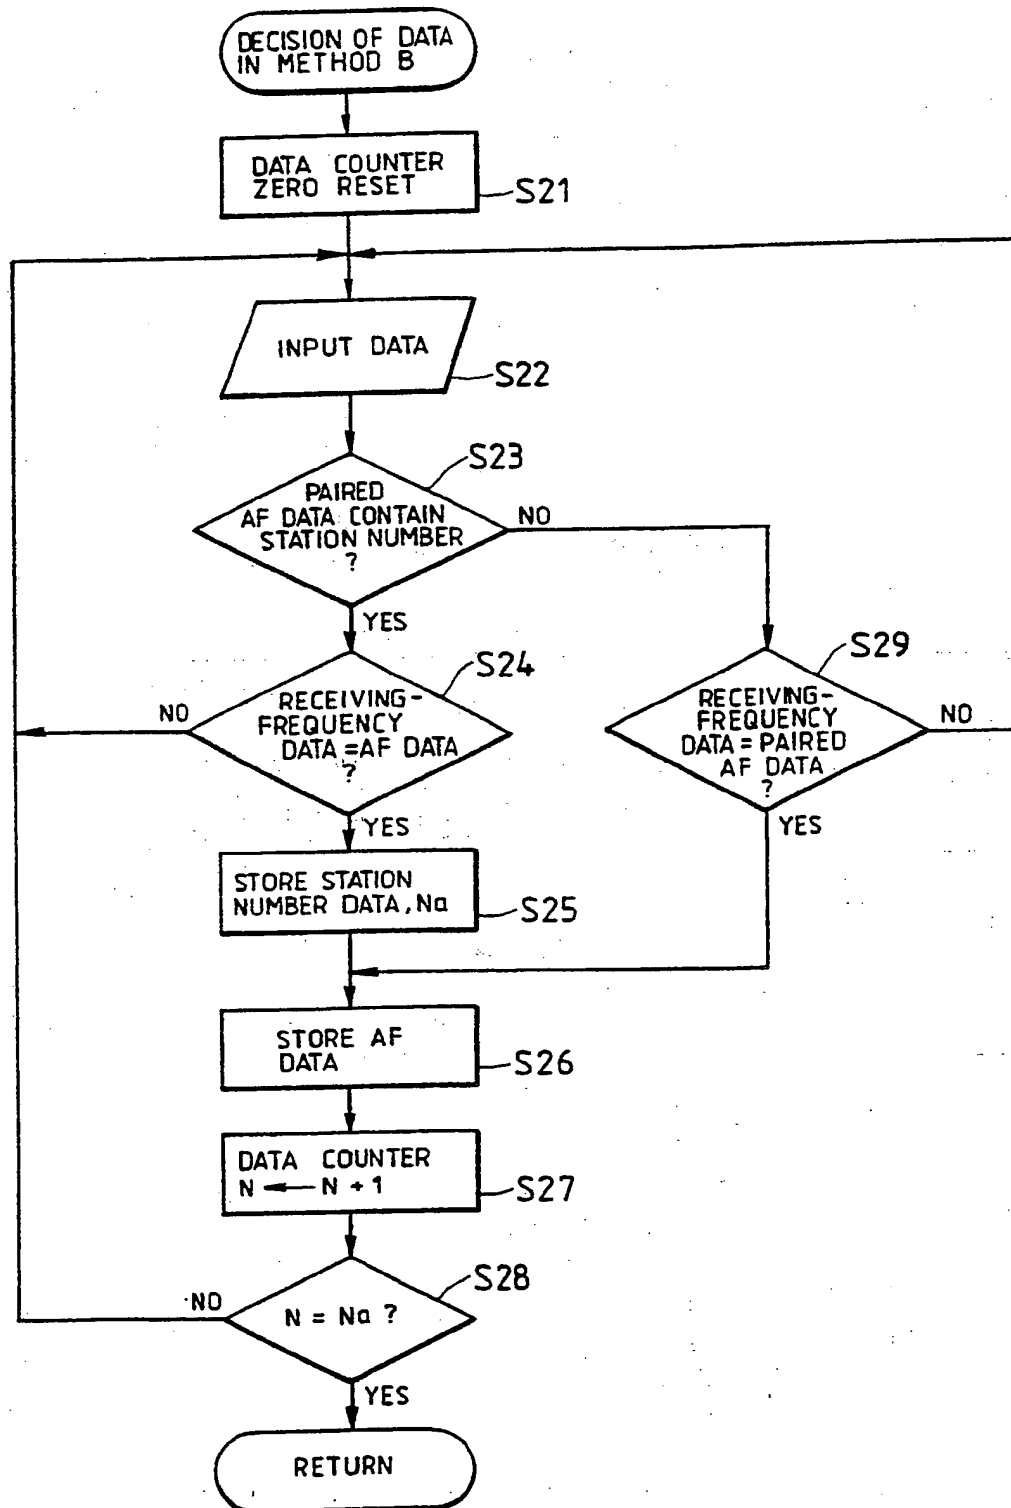 DECISION OF DATA
IN METHOD B
DATA COUNTER
ZERO RESET
S21
INPUT DATA
S22
S23
PAIRED
AF DATA CONTAIN
STATION NUMBER
?
NO
YES
S24
RECEIVING-
FREQUENCY
DATA=AF DATA
?
NO
YES
S29
RECEIVING-
FREQUENCY
DATA=PAIRED
AF DATA
?
NO
YES
STORE STATION
NUMBER DATA, Na
S25
STORE AF
DATA
S26
DATA COUNTER
N ← N + 1
S27
S28
N = Na ?
NO
YES
RETURN